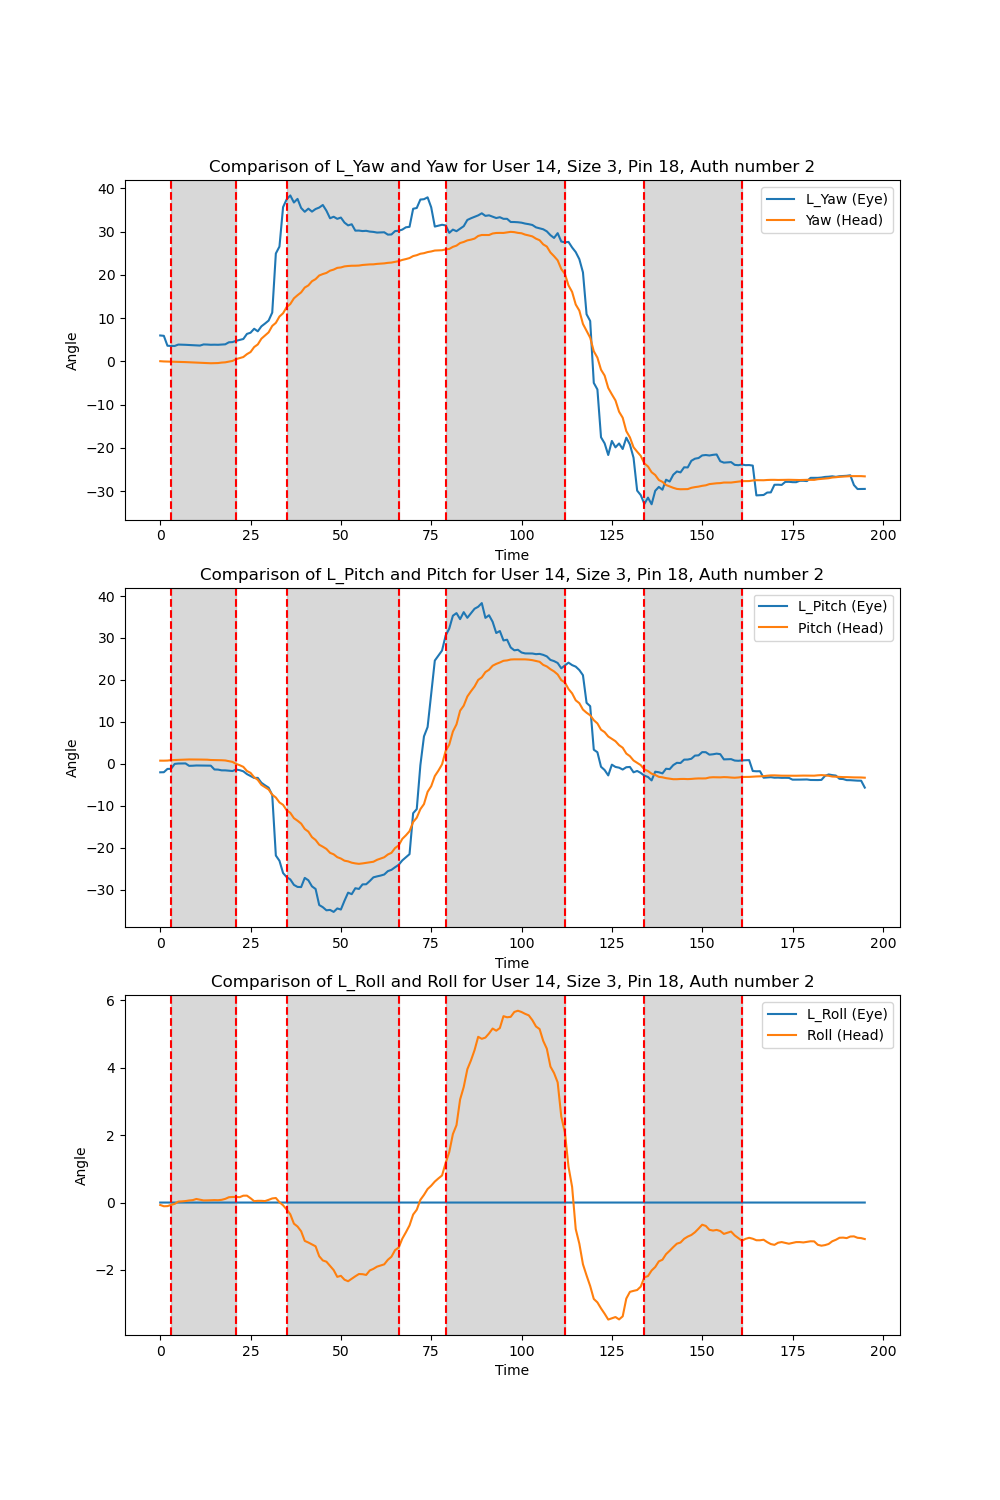 Comparison of L_Yaw and Yaw for User 14, Size 3, Pin 18, Auth number 2
40
30
20
10
0
−10
−20
−30
Angle
L_Yaw (Eye)
Yaw (Head)
0 25 50 75 100 125 150 175 200
Time
Comparison of L_Pitch and Pitch for User 14, Size 3, Pin 18, Auth number 2
40
30
20
10
0
−10
−20
−30
Angle
L_Pitch (Eye)
Pitch (Head)
0 25 50 75 100 125 150 175 200
Time
Comparison of L_Roll and Roll for User 14, Size 3, Pin 18, Auth number 2
6
4
2
0
−2
Angle
L_Roll (Eye)
Roll (Head)
0 25 50 75 100 125 150 175 200
Time